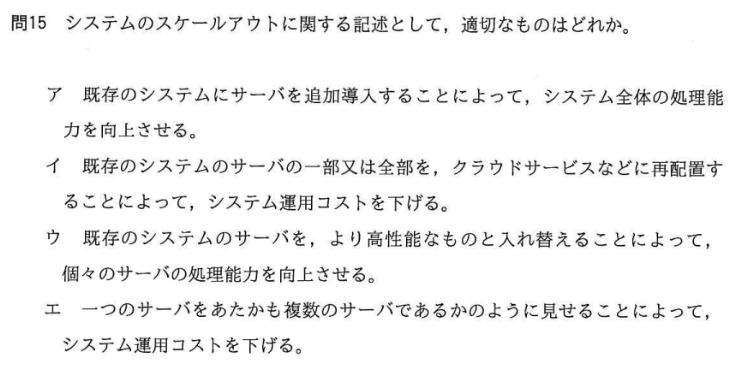 問15 システムのスケールアウトに関する記述として，適切なものはどれか。
ア 既存のシステムにサーバを追加導入することによって，システム全体の処理能
力を向上させる。
イ 既存のシステムのサーバの一部又は全部を，クラウドサービスなどに再配置す
ることによって，システム運用コストを下げる。
ウ 既存のシステムのサーバを，より高性能なものと入れ替えることによって，
個々のサーバの処理能力を向上させる。
エ 一つのサーバをあたかも複数のサーバであるかのように見せることによって，
システム運用コストを下げる。